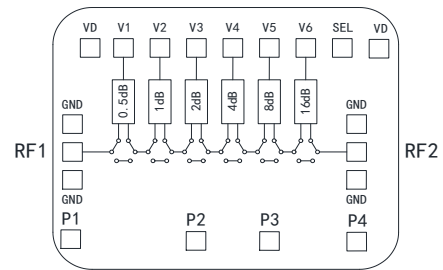 VD V1 V2 V3 V4 V5 V6 SEL VD
0.5dB 1dB 2dB 4dB 8dB 16dB
GND GND
RF1 RF2
GND GND
P1 P2 P3 P4